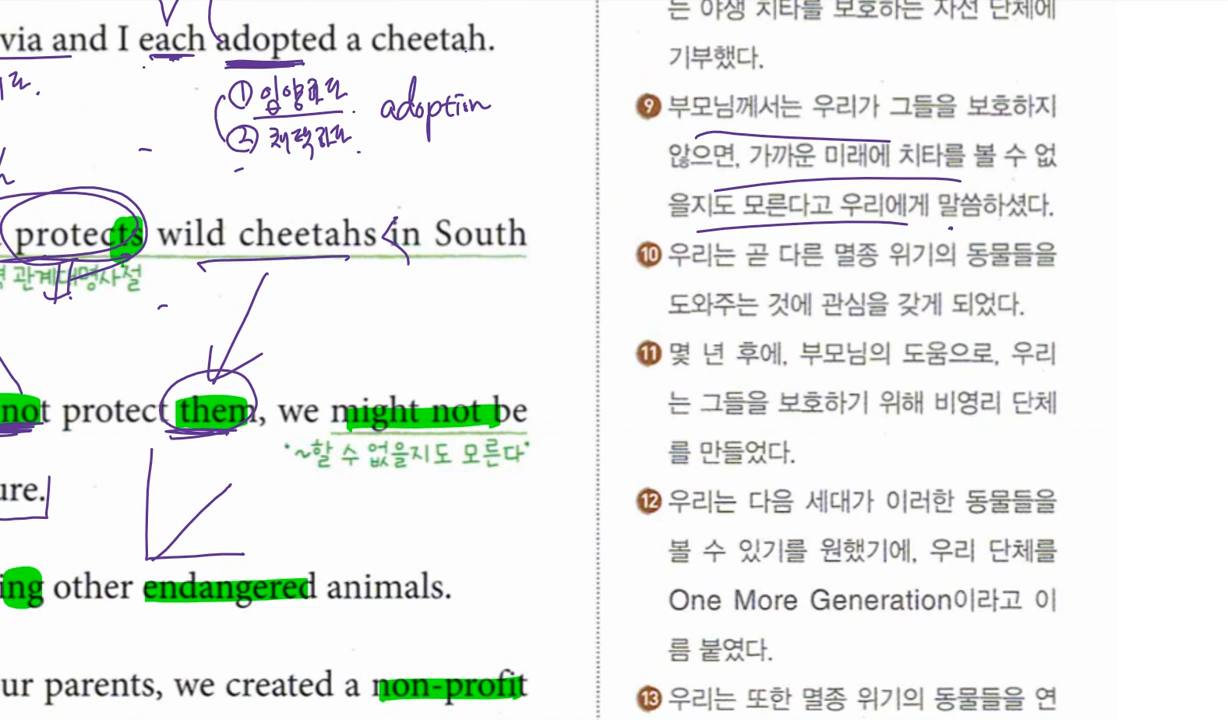 via and I each adopted a cheetah.
① 입양하다 adoption
② 채택하다.
protects wild cheetahs in South
관계대명사절
not protect them, we might not be
'~할 수 없을지도 모른다'
ure.
ing other endangered animals.
ur parents, we created a non-profit
는 야생 치타를 보호하는 자선 단체에
기부했다.
9 부모님께서는 우리가 그들을 보호하지
않으면, 가까운 미래에 치타를 볼 수 없
을지도 모른다고 우리에게 말씀하셨다.
10 우리는 곧 다른 멸종 위기의 동물들을
도와주는 것에 관심을 갖게 되었다.
11 몇 년 후에, 부모님의 도움으로, 우리
는 그들을 보호하기 위해 비영리 단체
를 만들었다.
12 우리는 다음 세대가 이러한 동물들을
볼 수 있기를 원했기에, 우리 단체를
One More Generation이라고 이
름 붙였다.
13 우리는 또한 멸종 위기의 동물들을 연